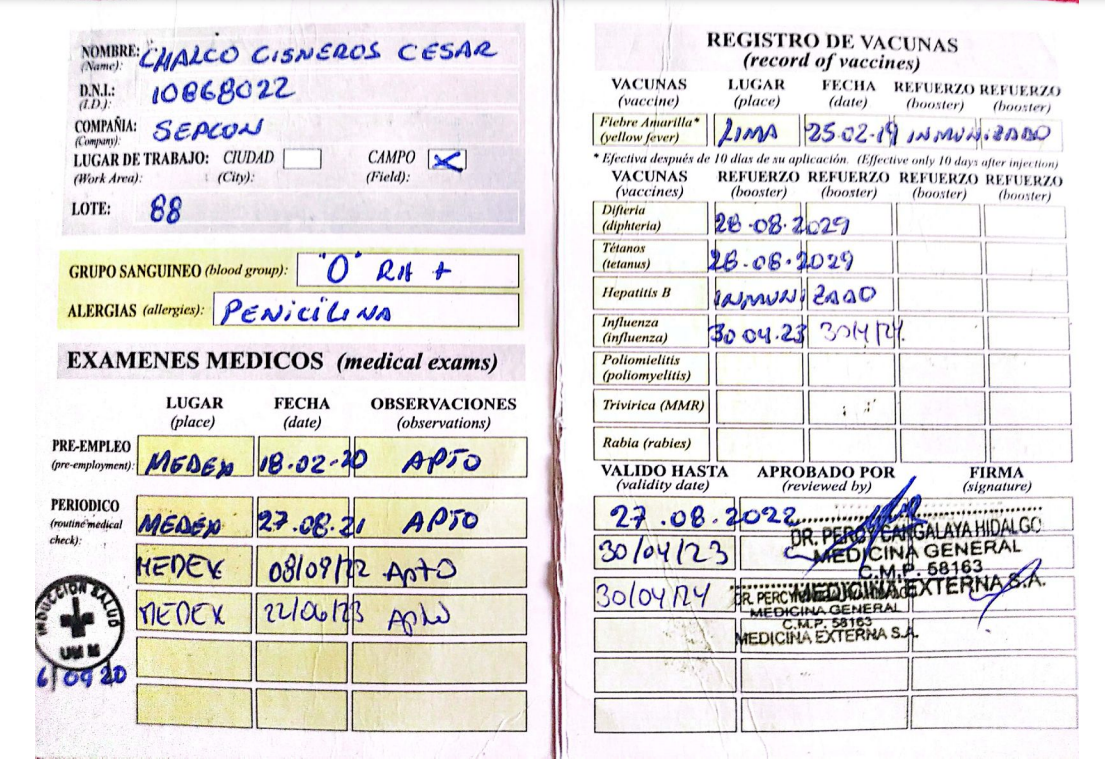 NOMBRE: CHALCO CISNEROS CESAR
(Name):
D.N.I.: 10868022
(I.D.):
COMPAÑIA: SEPCON
(Company):
LUGAR DE TRABAJO: CIUDAD CAMPO X
(Work Area): (City): (Field):
LOTE: 88
GRUPO SANGUINEO (blood group): "O" RH +
ALERGIAS (allergies): PENICILINA
EXAMENES MEDICOS (medical exams)
LUGAR FECHA OBSERVACIONES
(place) (date) (observations)
PRE-EMPLEO MEDEX 18.02-20 APTO
(pre-employment):
PERIODICO MEDEX 27.08.21 APTO
(routine medical
check):
MEDEX 08/09/22 Apto
MEDEX 22/06/23 Apto
INDUCCION SALUD
UM M
6/09 20
REGISTRO DE VACUNAS
(record of vaccines)
VACUNAS LUGAR FECHA REFUERZO REFUERZO
(vaccine) (place) (date) (booster) (booster)
Fiebre Amarilla* LIMA 25.02-19 INMUNIZADO
(yellow fever)
* Efectiva después de 10 días de su aplicación. (Effective only 10 days after injection)
VACUNAS REFUERZO REFUERZO REFUERZO REFUERZO
(vaccines) (booster) (booster) (booster) (booster)
Difteria 28.08.2029
(diphteria)
Tétanos 28.08.2029
(tetanus)
Hepatitis B INMUNIZADO
Influenza 30 04.23 30/4/24.
(influenza)
Poliomielitis
(poliomyelitis)
Trivirica (MMR)
Rabia (rabies)
VALIDO HASTA APROBADO POR FIRMA
(validity date) (reviewed by) (signature)
27.08.2022
DR. PERCY CANGALAYA HIDALGO
30/04/23 MEDICINA GENERAL
C.M.P. 58163
MEDICINA EXTERNA S.A.
30/04/24 DR. PERCY
MEDICINA GENERAL
C.M.P. 58163
MEDICINA EXTERNA S.A.